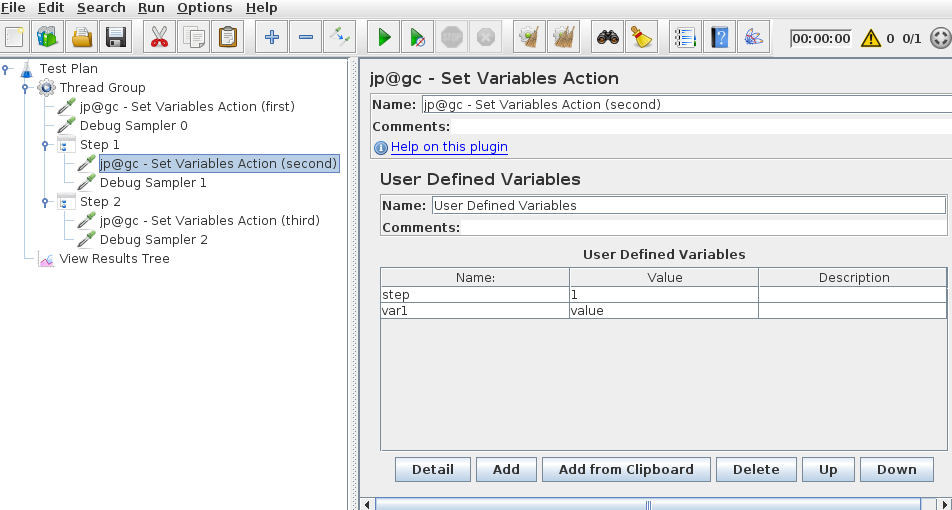 File Edit Search Run Options Help
00:00:00 0 0/1
Test Plan
Thread Group
jp@gc - Set Variables Action (first)
Debug Sampler 0
Step 1
jp@gc - Set Variables Action (second)
Debug Sampler 1
Step 2
jp@gc - Set Variables Action (third)
Debug Sampler 2
View Results Tree
jp@gc - Set Variables Action
Name: jp@gc - Set Variables Action (second)
Comments:
Help on this plugin
User Defined Variables
Name: User Defined Variables
Comments:
User Defined Variables
Name: Value Description
step 1
var1 value
Detail Add Add from Clipboard Delete Up Down